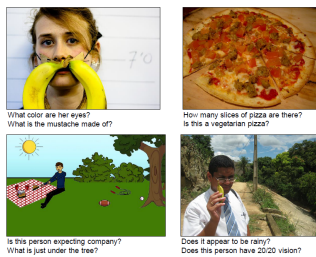 What color are her eyes?
What is the mustache made of?
How many slices of pizza are there?
Is this a vegetarian pizza?
Is this person expecting company?
What is just under the tree?
Does it appear to be rainy?
Does this person have 20/20 vision?